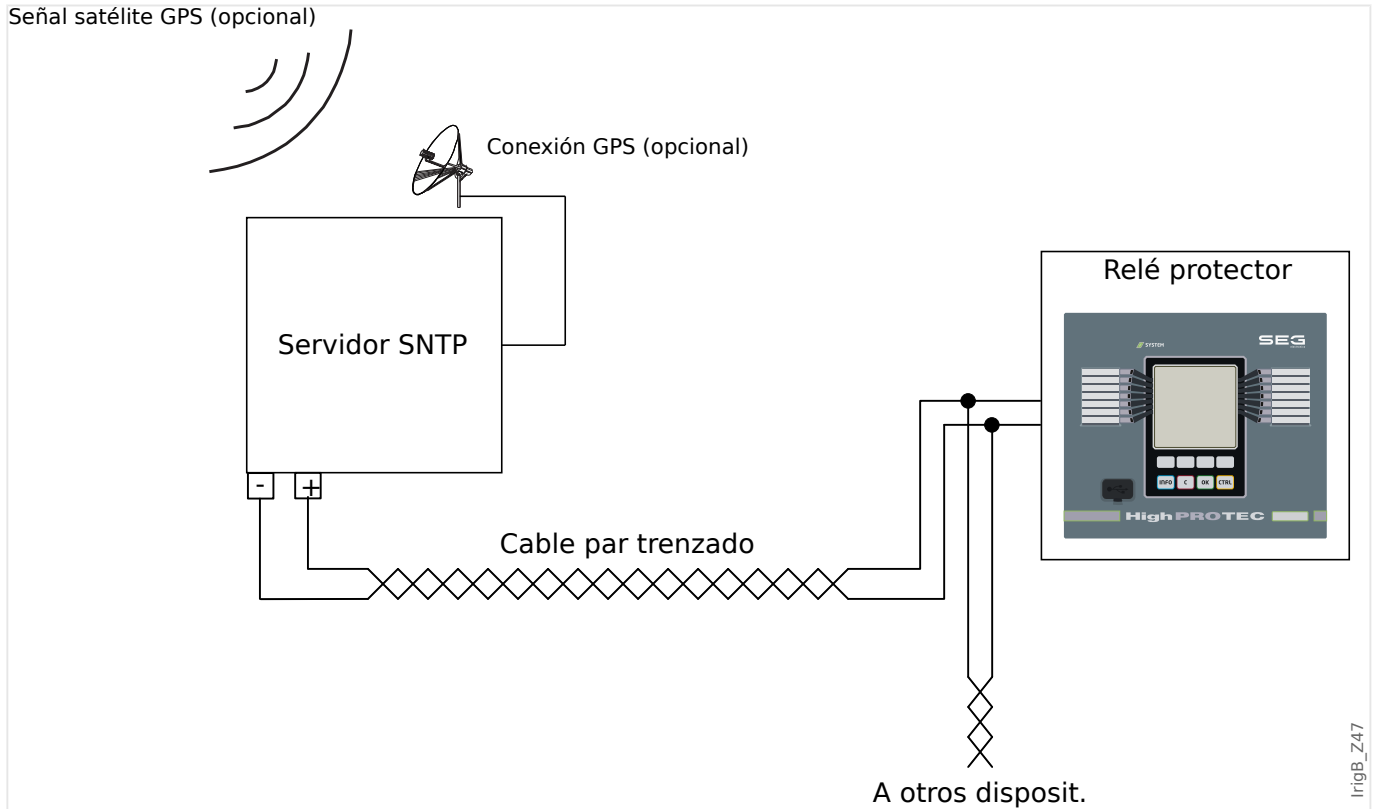 Señal satélite GPS (opcional)
Conexión GPS (opcional)
Servidor SNTP
- +
Relé protector
SYSTEM
SEG
INFO C OK CTRL
HighPROTEC
Cable par trenzado
A otros disposit.
IrigB_Z47